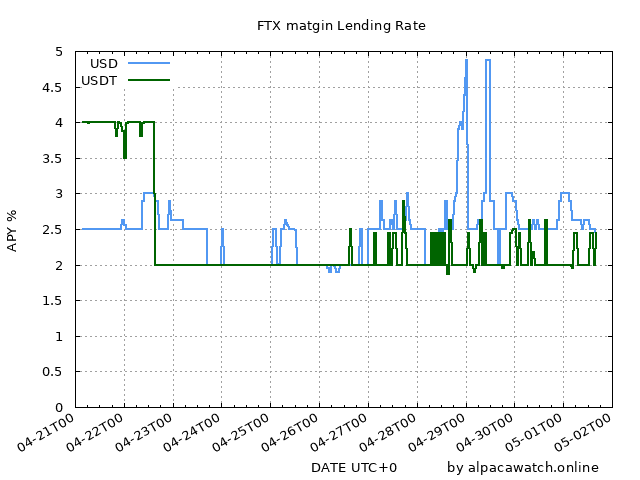 FTX matgin Lending Rate
USD
USDT
5
4.5
4
3.5
3
2.5
2
1.5
1
0.5
0
APY %
04-21T00
04-22T00
04-23T00
04-24T00
04-25T00
04-26T00
04-27T00
04-28T00
04-29T00
04-30T00
05-01T00
05-02T00
DATE UTC+0
by alpacawatch.online